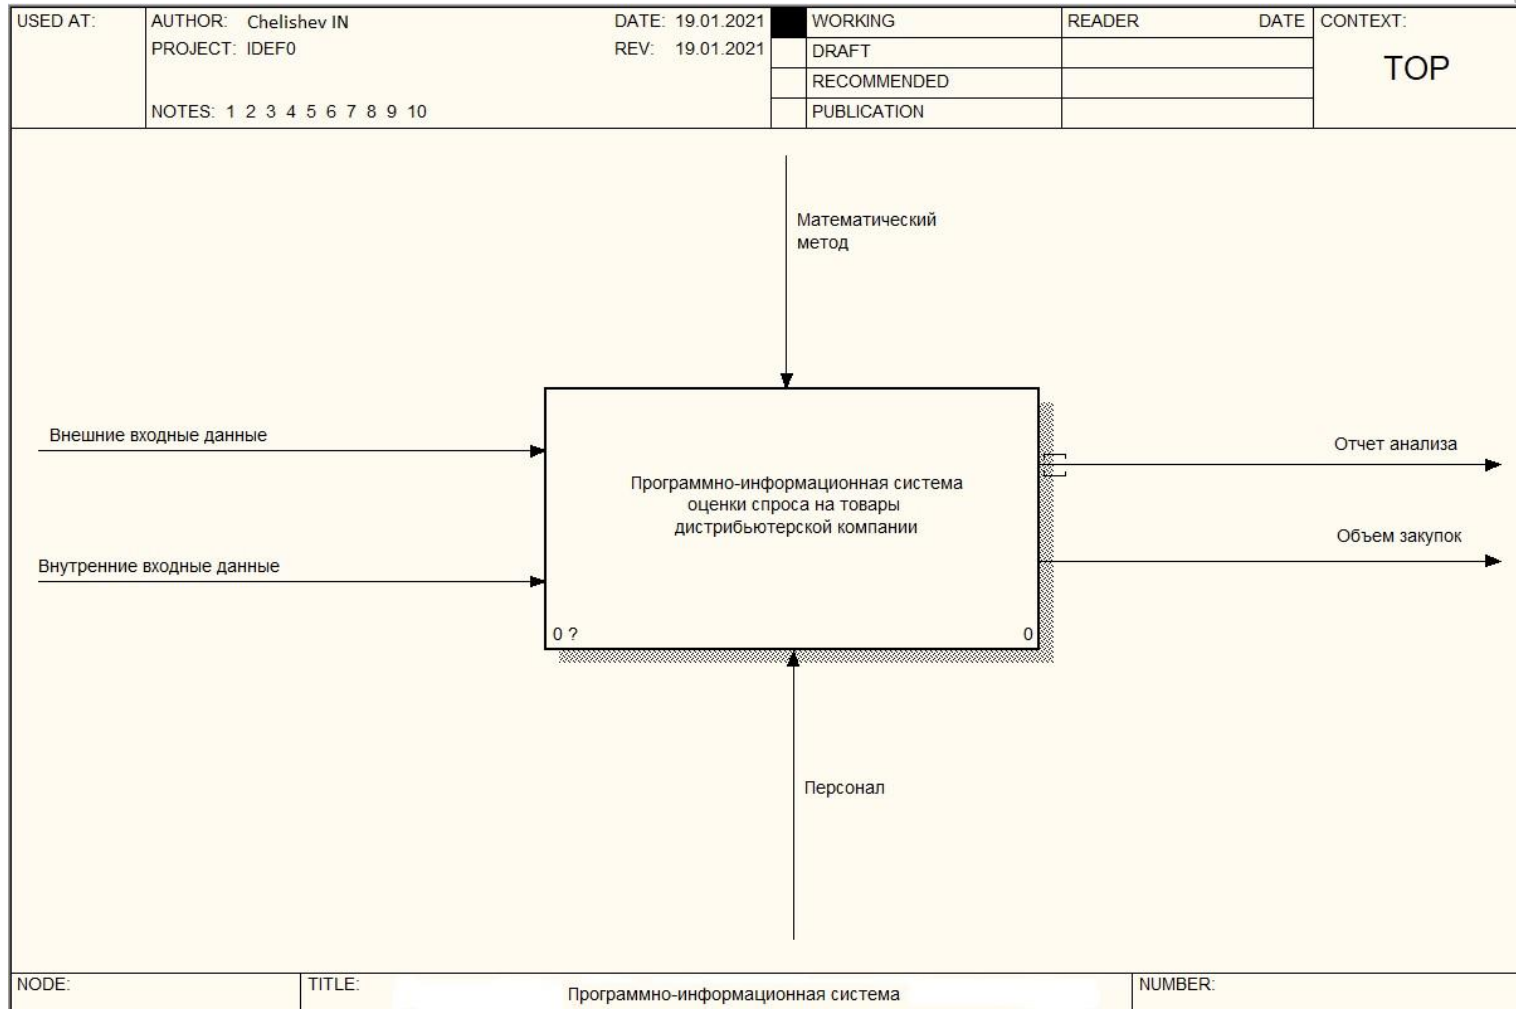 USED AT:
AUTHOR: Chelishev IN
DATE: 19.01.2021
PROJECT: IDEF0
REV: 19.01.2021
NOTES: 1 2 3 4 5 6 7 8 9 10
WORKING
DRAFT
RECOMMENDED
PUBLICATION
READER DATE
CONTEXT:
TOP
Математический
метод
Внешние входные данные
Внутренние входные данные
Программно-информационная система
оценки спроса на товары
дистрибьютерской компании
0 ?
0
Отчет анализа
Объем закупок
Персонал
NODE:
TITLE:
Программно-информационная система
NUMBER: